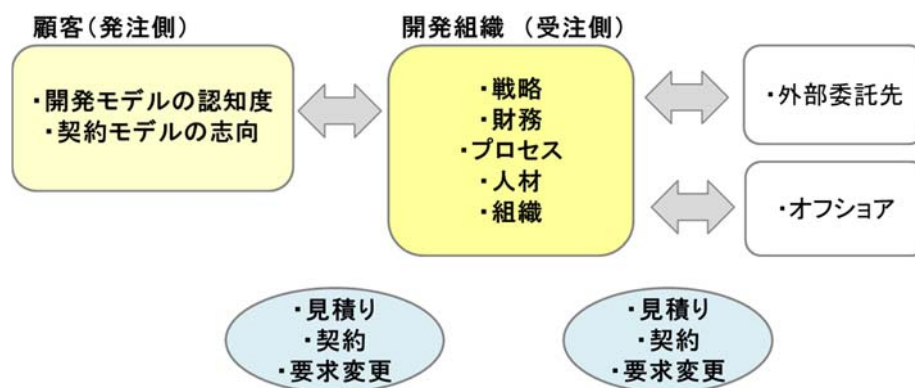 顧客（発注側）
・開発モデルの認知度
・契約モデルの志向
開発組織 （受注側）
・戦略
・財務
・プロセス
・人材
・組織
・外部委託先
・オフショア
・見積り
・契約
・要求変更
・見積り
・契約
・要求変更